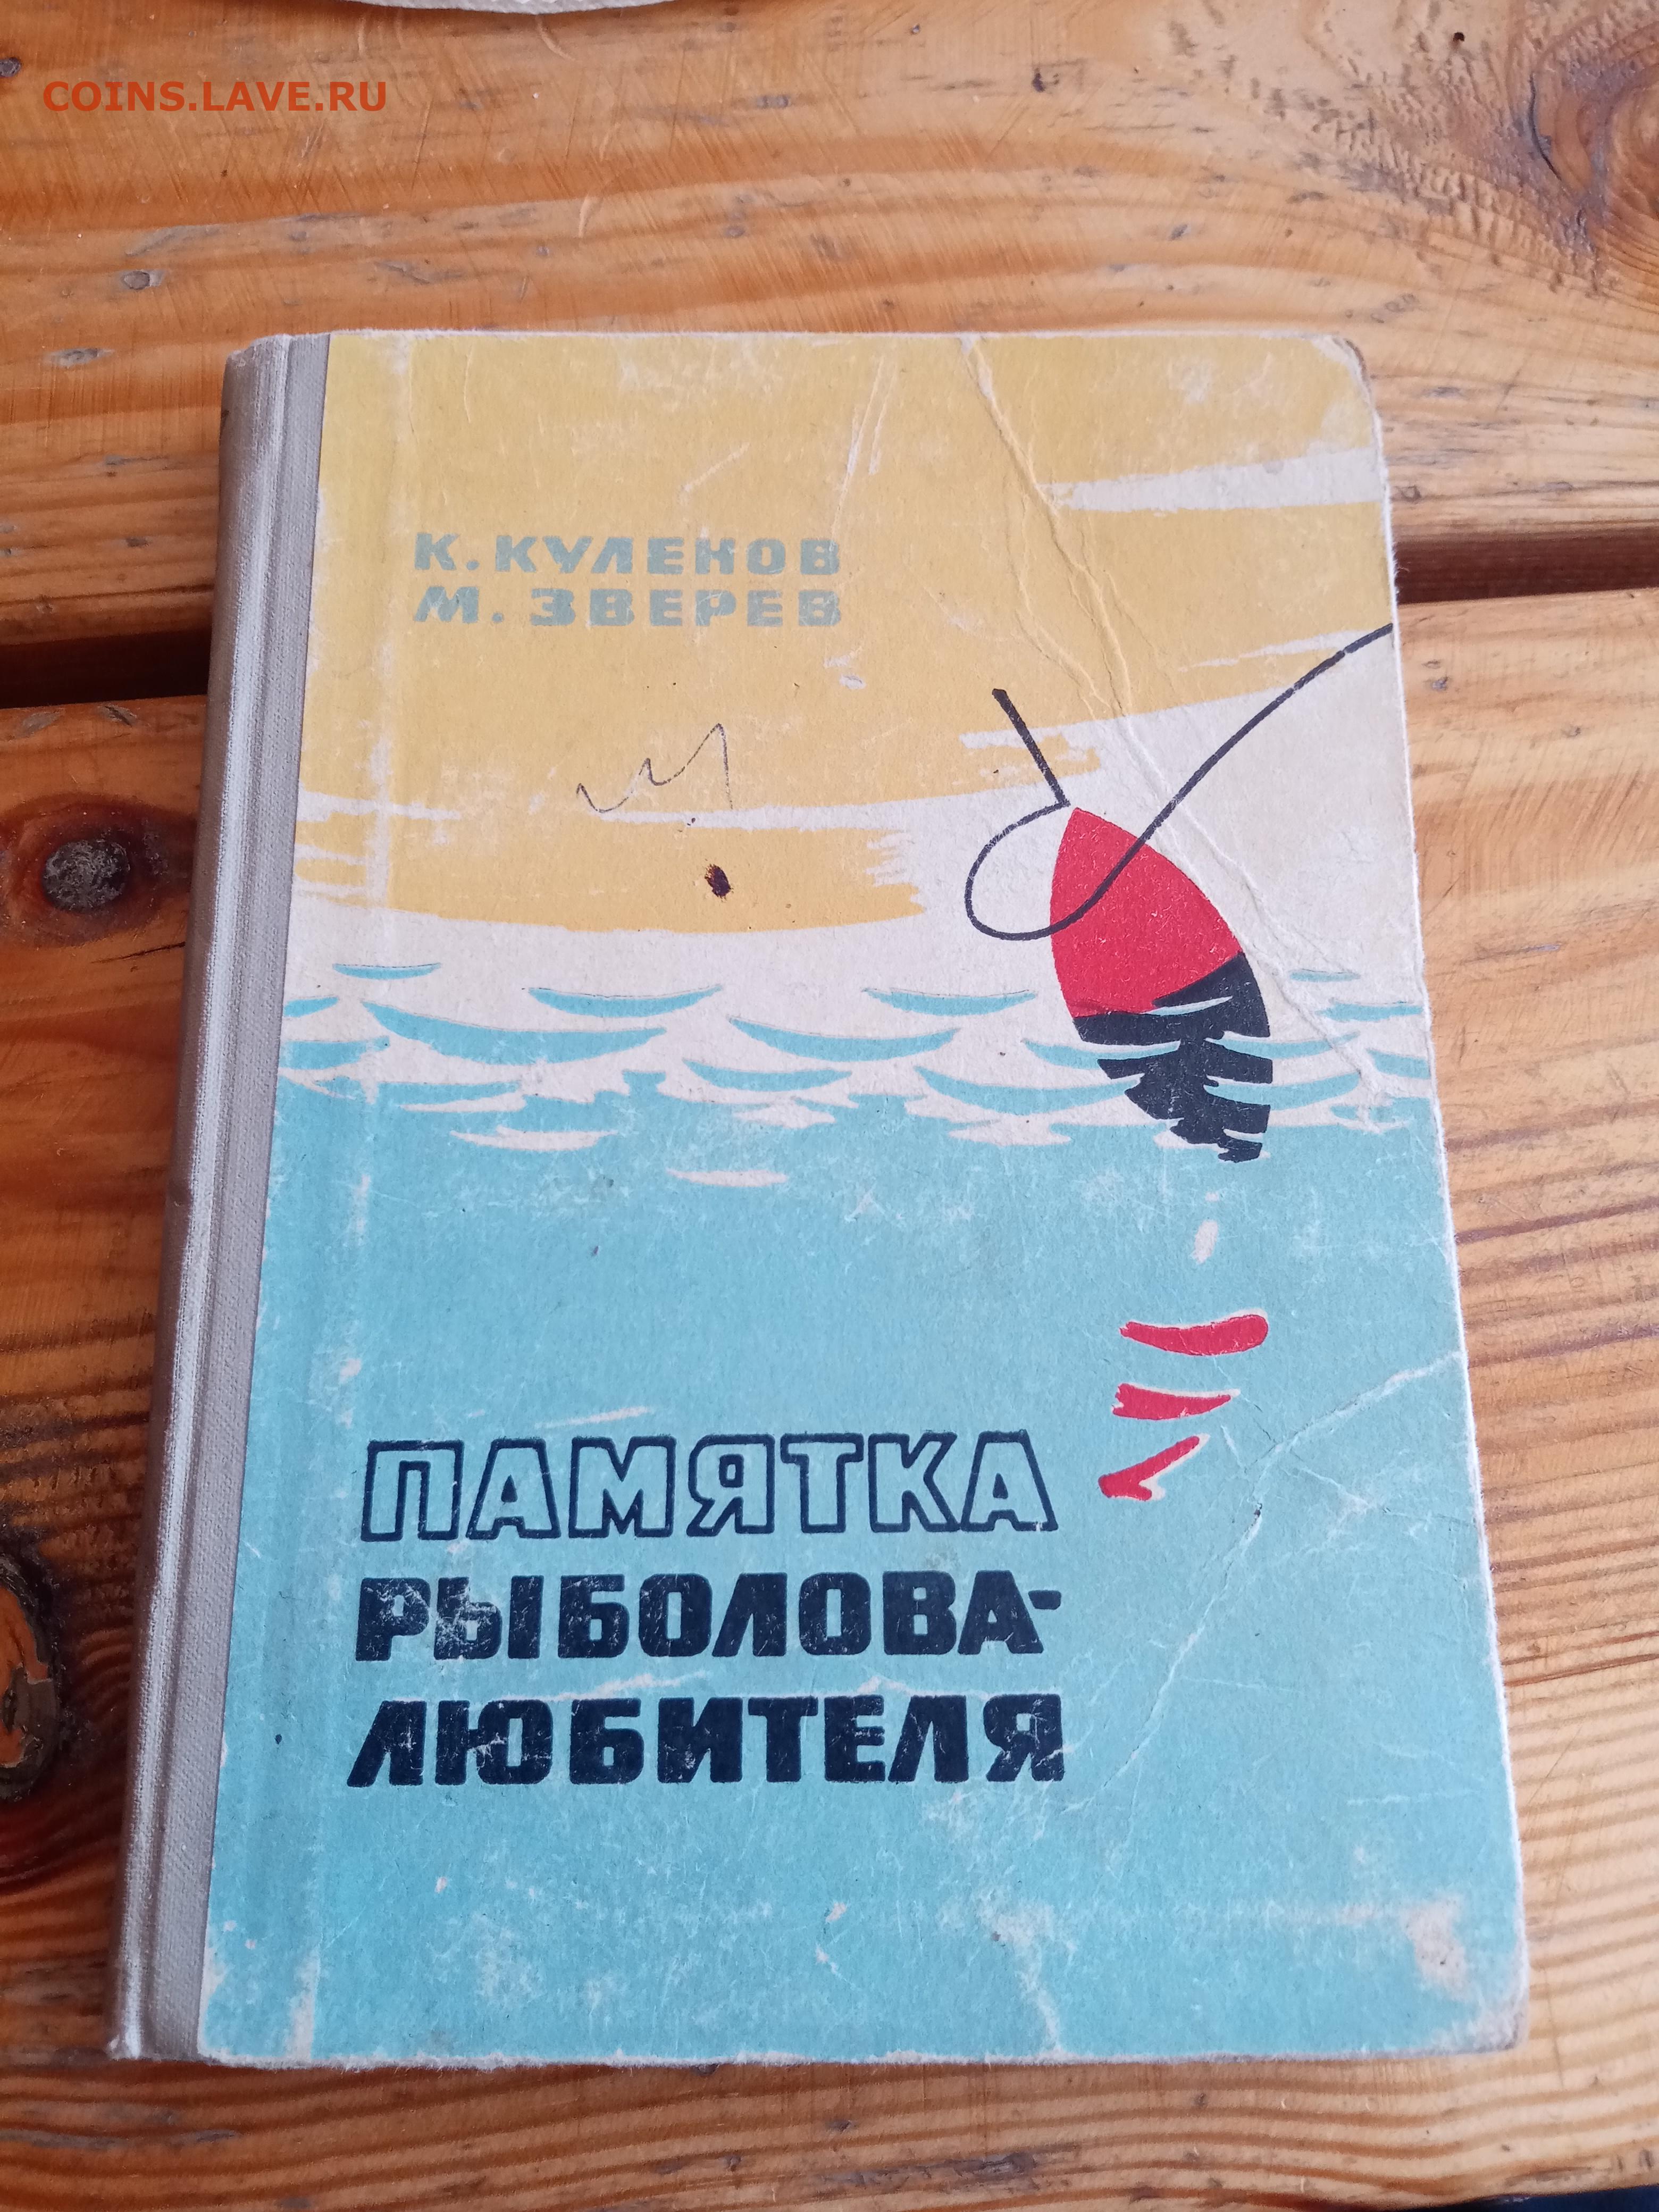 COINS.LAVE.RU
К. КУЛЕНОВ
М. ЗВЕРЕВ
ПАМЯТКА
РЫБОЛОВА-
ЛЮБИТЕЛЯ